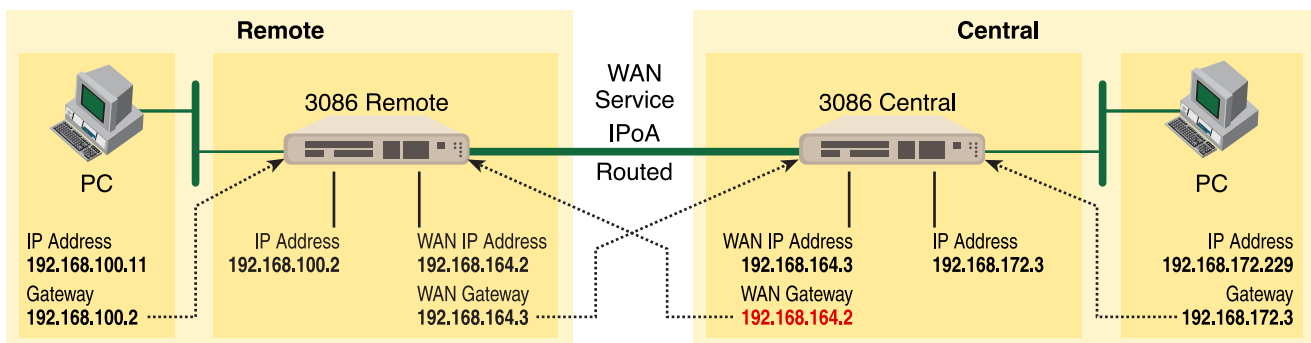 Remote
Central
3086 Remote
WAN
Service
IPoA
Routed
3086 Central
PC
PC
IP Address
192.168.100.11
Gateway
192.168.100.2
IP Address
192.168.100.2
WAN IP Address
192.168.164.2
WAN Gateway
192.168.164.3
WAN IP Address
192.168.164.3
WAN Gateway
192.168.164.2
IP Address
192.168.172.3
IP Address
192.168.172.229
Gateway
192.168.172.3